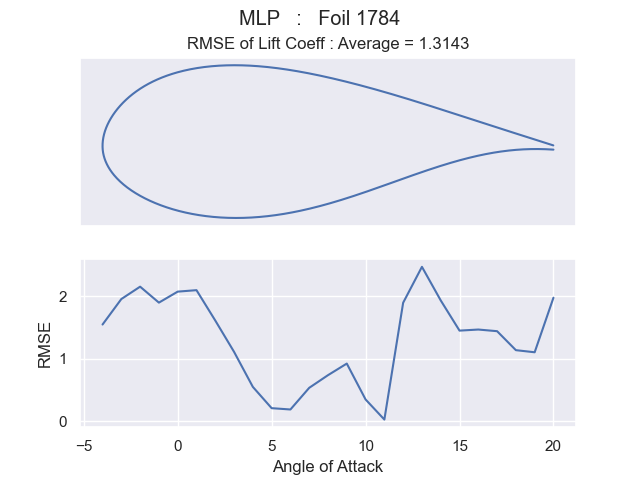 MLP   :   Foil 1784
RMSE of Lift Coeff : Average = 1.3143
RMSE
2
1
0
−5 0 5 10 15 20
Angle of Attack